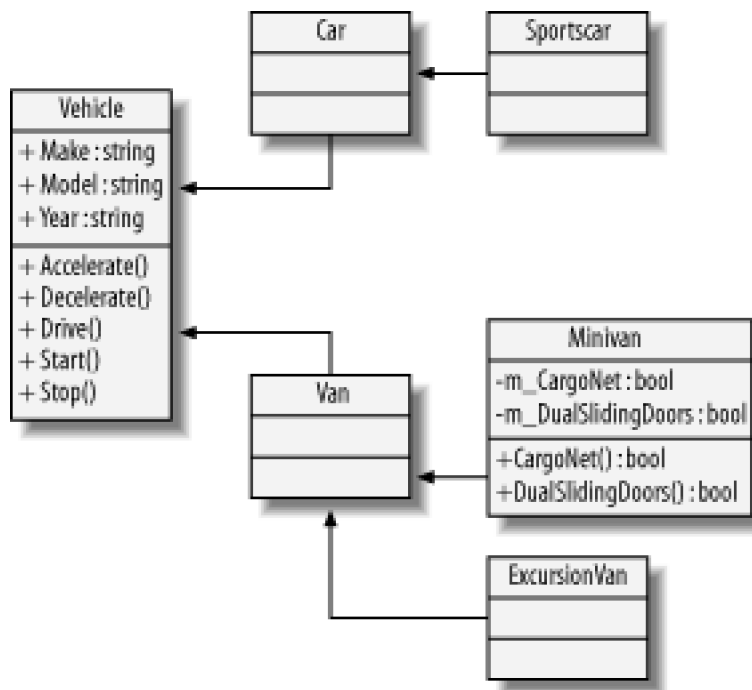 Car
Sportscar
Vehicle
+ Make : string
+ Model : string
+ Year : string
+ Accelerate()
+ Decelerate()
+ Drive()
+ Start()
+ Stop()
Van
Minivan
-m_CargoNet : bool
-m_DualSlidingDoors : bool
+CargoNet() : bool
+DualSlidingDoors() : bool
ExcursionVan